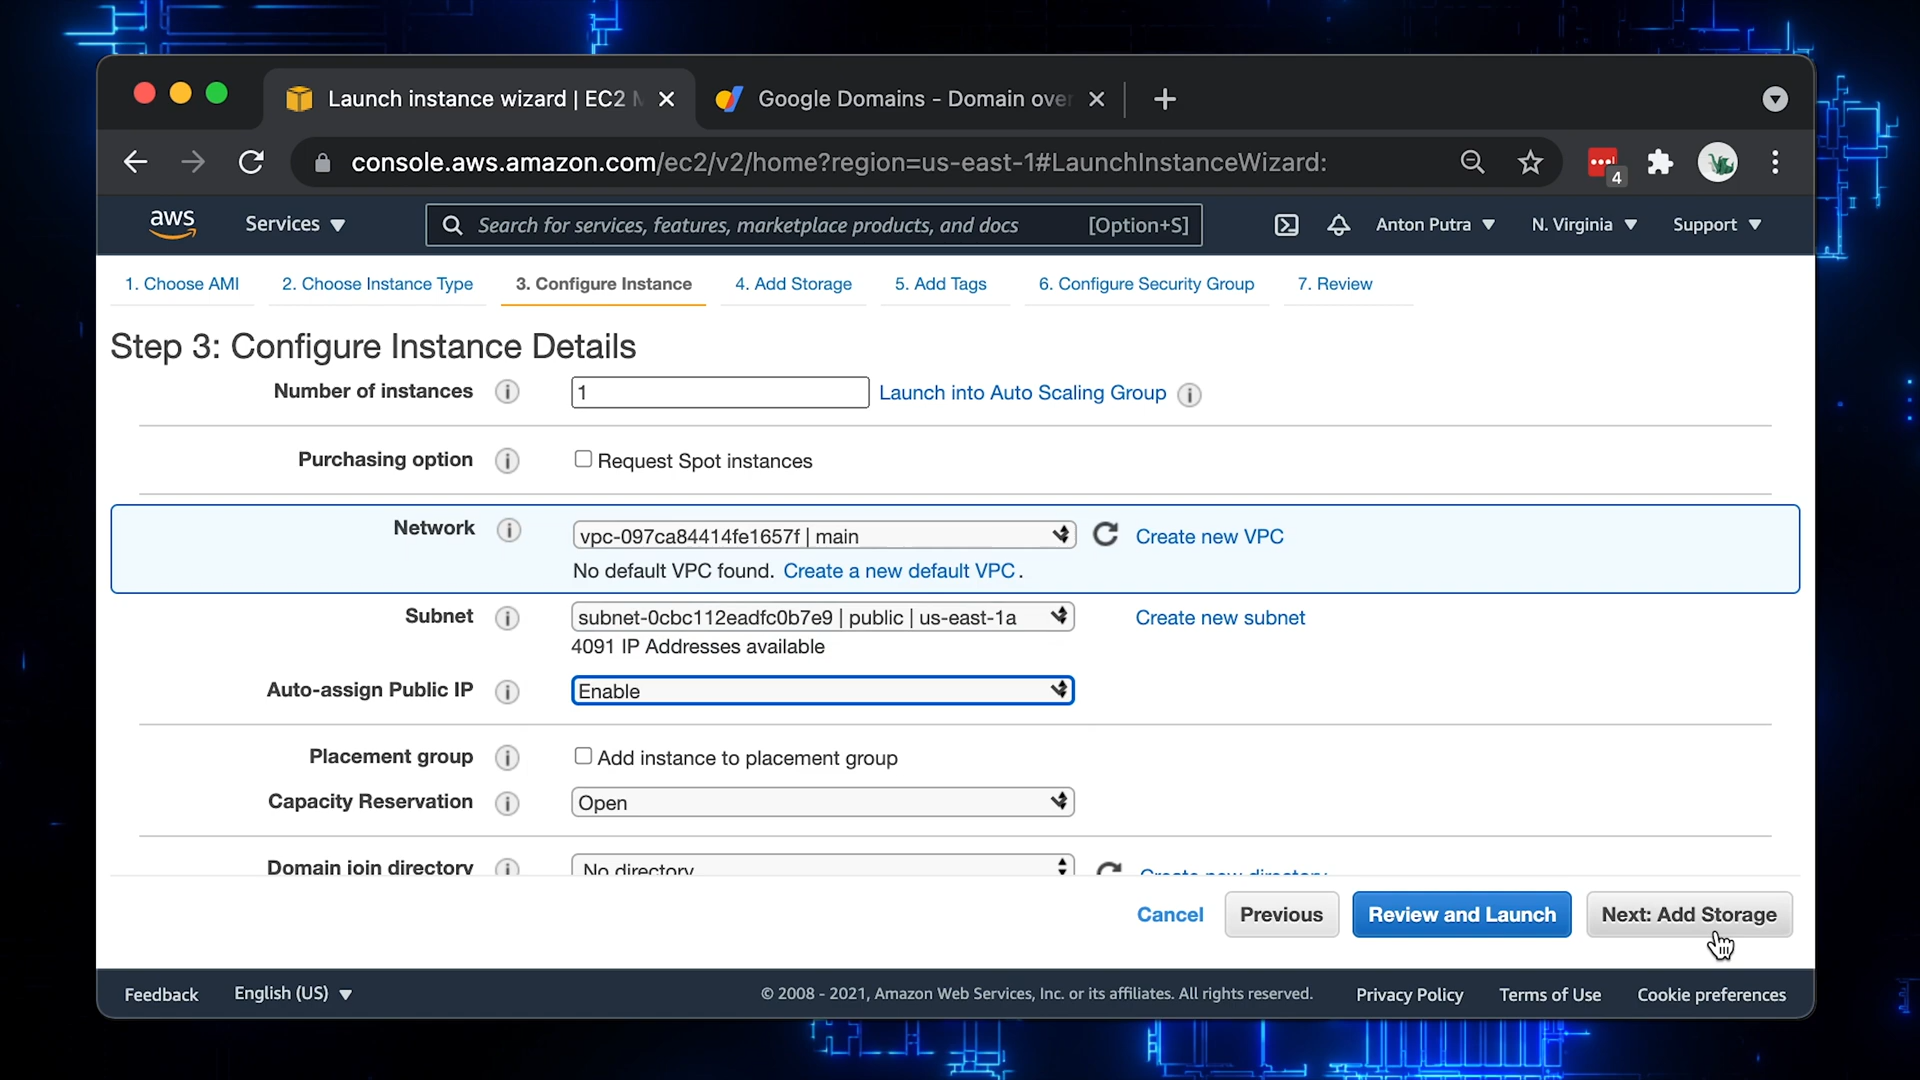 Launch instance wizard | EC2 M
Google Domains - Domain over
console.aws.amazon.com/ec2/v2/home?region=us-east-1#LaunchInstanceWizard:
4
aws
Services
Search for services, features, marketplace products, and docs
[Option+S]
Anton Putra
N. Virginia
Support
1. Choose AMI
2. Choose Instance Type
3. Configure Instance
4. Add Storage
5. Add Tags
6. Configure Security Group
7. Review
Step 3: Configure Instance Details
Number of instances
1
Launch into Auto Scaling Group
Purchasing option
Request Spot instances
Network
vpc-097ca84414fe1657f | main
Create new VPC
No default VPC found. Create a new default VPC.
Subnet
subnet-0cbc112eadfc0b7e9 | public | us-east-1a
Create new subnet
4091 IP Addresses available
Auto-assign Public IP
Enable
Placement group
Add instance to placement group
Capacity Reservation
Open
Domain join directory
No directory
Create new directory
Cancel
Previous
Review and Launch
Next: Add Storage
Feedback
English (US)
© 2008 - 2021, Amazon Web Services, Inc. or its affiliates. All rights reserved.
Privacy Policy
Terms of Use
Cookie preferences